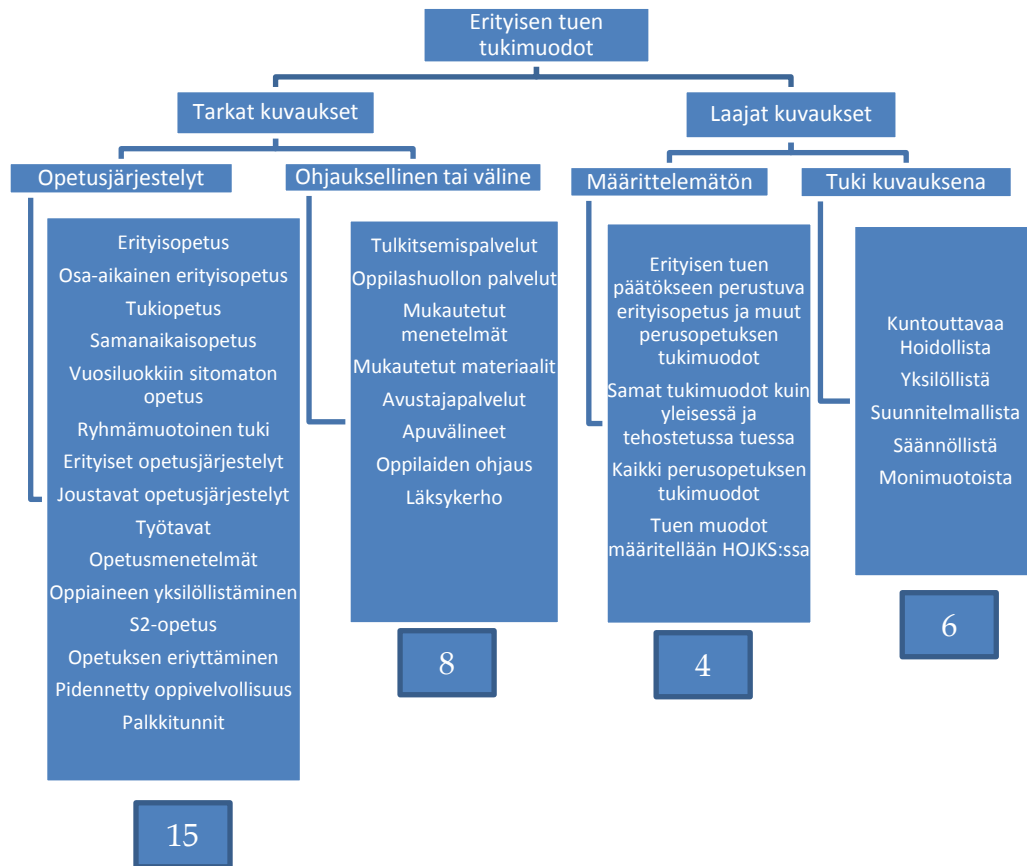 Erityisen tuen
tukimuodot
Tarkat kuvaukset
Laajat kuvaukset
Opetusjärjestelyt
Ohjauksellinen tai väline
Määrittelemätön
Tuki kuvauksena
Erityisopetus
Osa-aikainen erityisopetus
Tukiopetus
Samanaikaisopetus
Vuosiluokkiin sitomaton
opetus
Ryhmämuotoinen tuki
Erityiset opetusjärjestelyt
Joustavat opetusjärjestelyt
Työtavat
Opetusmenetelmät
Oppiaineen yksilöllistäminen
S2-opetus
Opetuksen eriyttäminen
Pidennetty oppivelvollisuus
Palkkitunnit
15
Tulkitsemispalvelut
Oppilashuollon palvelut
Mukautetut
menetelmät
Mukautetut materiaalit
Avustajapalvelut
Apuvälineet
Oppilaiden ohjaus
Läksykerho
8
Erityisen tuen
päätökseen perustuva
erityisopetus ja muut
perusopetuksen
tukimuodot
Samat tukimuodot kuin
yleisessä ja
tehostetussa tuessa
Kaikki perusopetuksen
tukimuodot
Tuen muodot
määritellään HOJKS:ssa
4
Kuntouttavaa
Hoidollista
Yksilöllistä
Suunnitelmallista
Säännöllistä
Monimuotoista
6